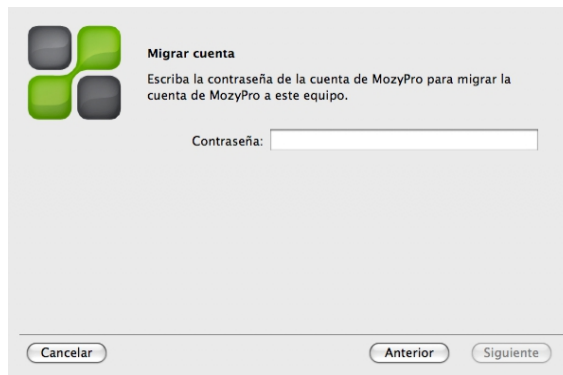 Migrar cuenta
Escriba la contraseña de la cuenta de MozyPro para migrar la
cuenta de MozyPro a este equipo.
Contraseña:
Cancelar
Anterior
Siguiente